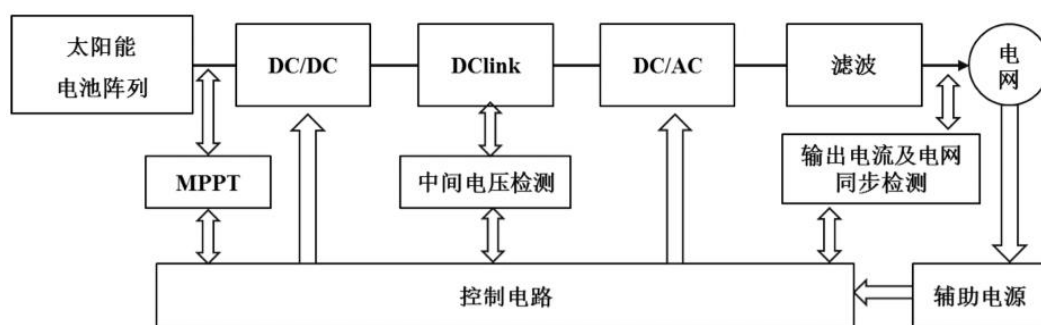 太阳能
电池阵列
DC/DC
DClink
DC/AC
滤波
电
网
MPPT
中间电压检测
输出电流及电网
同步检测
控制电路
辅助电源